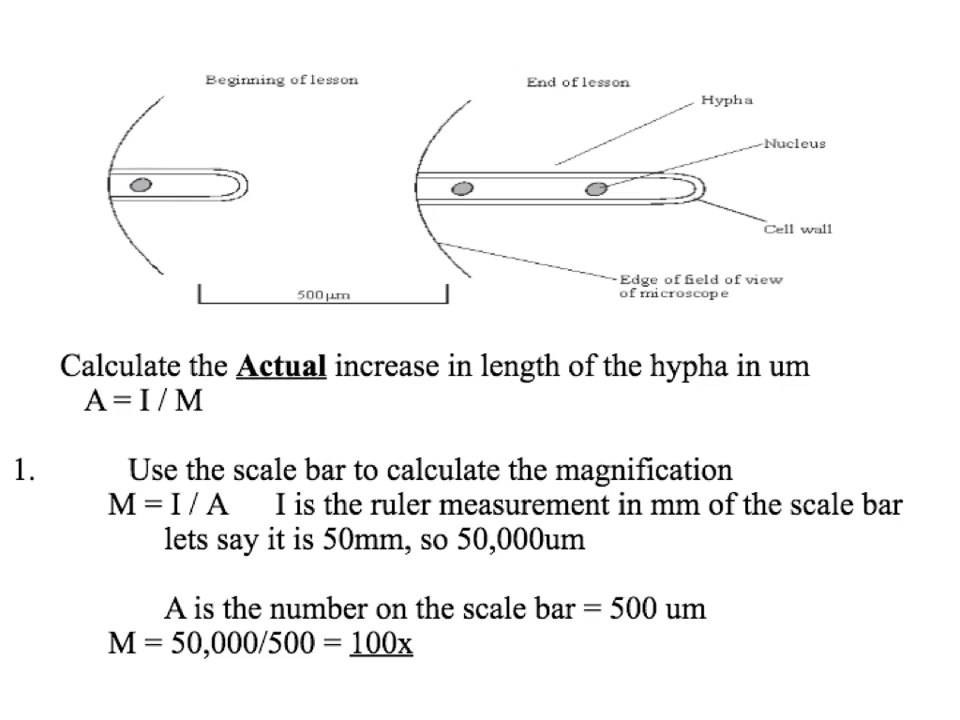 Beginning of lesson
End of lesson
Hypha
Nucleus
Cell wall
Edge of field of view
of microscope
500 µm
Calculate the Actual increase in length of the hypha in um
A = I / M
1. Use the scale bar to calculate the magnification
M = I / A I is the ruler measurement in mm of the scale bar
lets say it is 50mm, so 50,000um
A is the number on the scale bar = 500 um
M = 50,000/500 = 100x